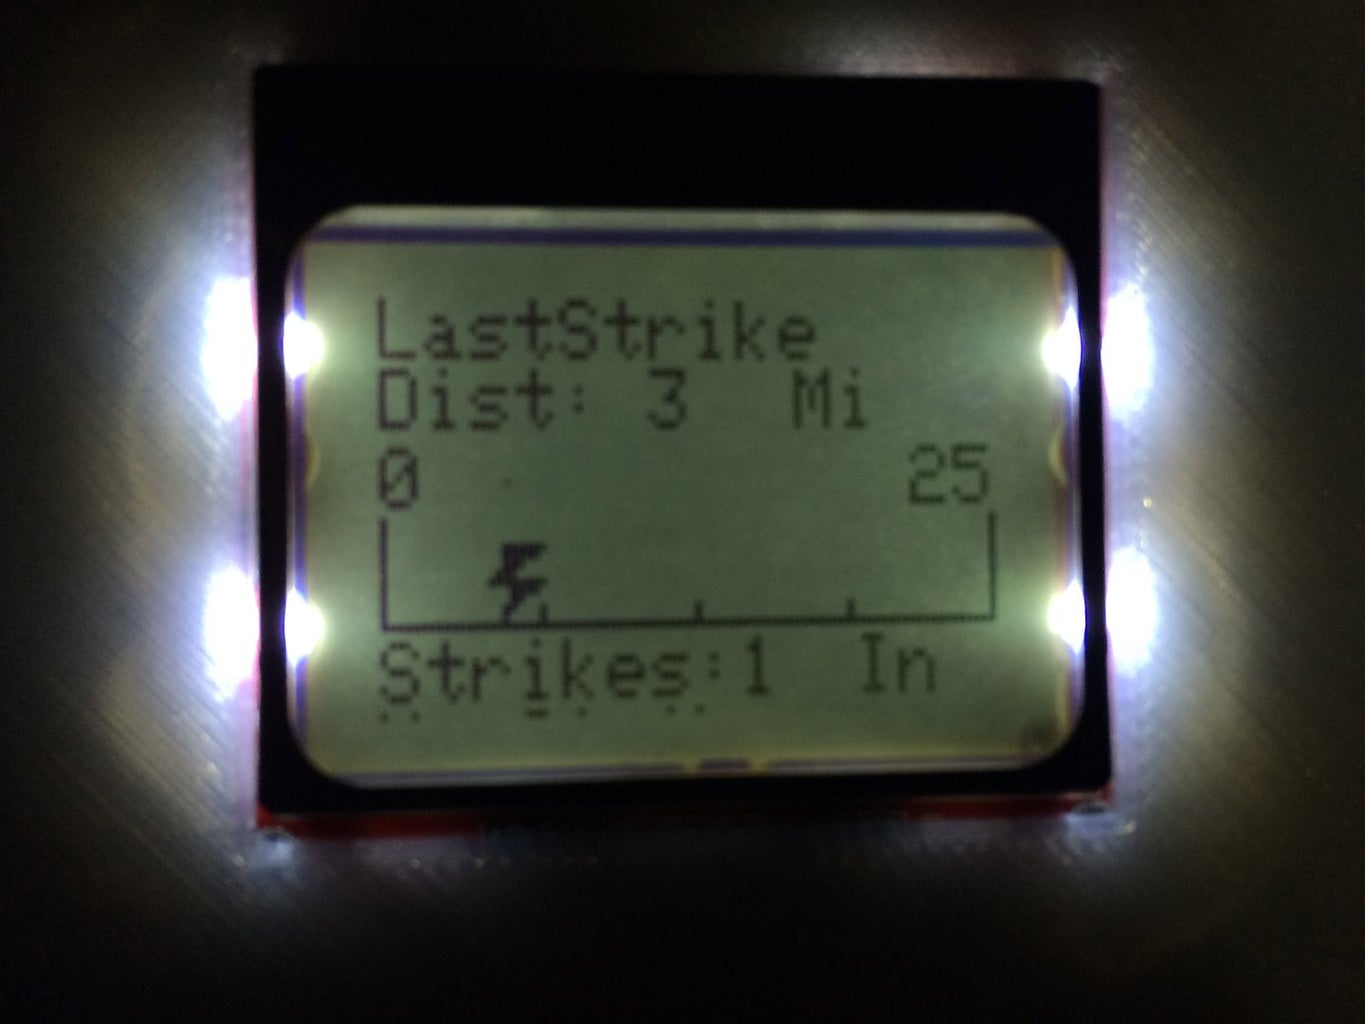 LastStrike
Dist: 3 Mi
0 25
Strikes:1 In